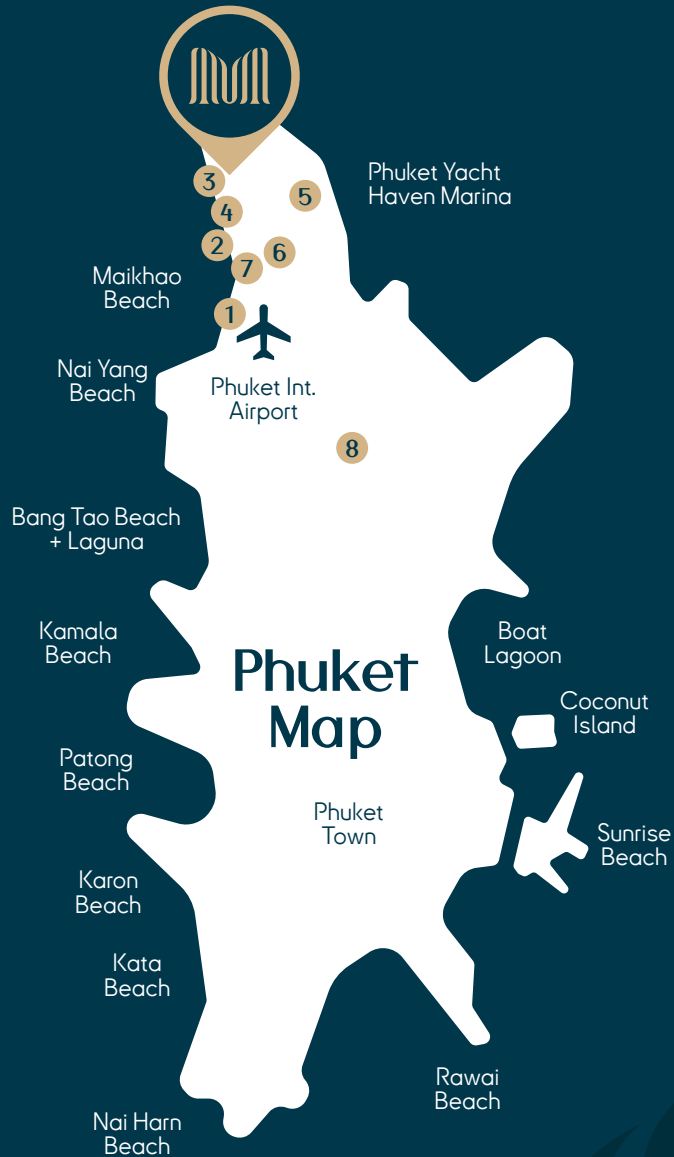 3
4
5
2
6
7
1
Phuket Yacht
Haven Marina
Maikhao
Beach
Nai Yang
Beach
Phuket Int.
Airport
8
Bang Tao Beach
+ Laguna
Kamala
Beach
Boat
Lagoon
Phuket
Map
Coconut
Island
Patong
Beach
Phuket
Town
Sunrise
Beach
Karon
Beach
Kata
Beach
Rawai
Beach
Nai Harn
Beach